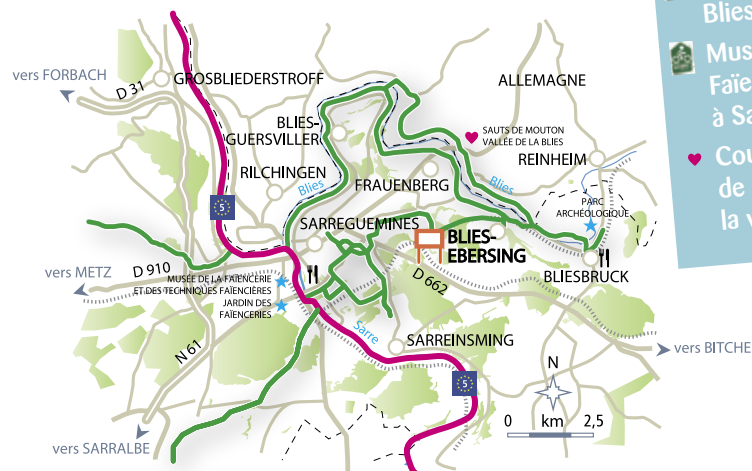 Blies
Mus
Faïe
à Sa
Cou
de
la v
vers FORBACH
D 31
GROSBLIEDERSTROFF
ALLEMAGNE
BLIES-
GUERSVILLER
SAUTS DE MOUTON
VALLÉE DE LA BLIES
REINHEIM
RILCHINGEN
Blies
FRAUENBERG
Blies
PARC
ARCHÉOLOGIQUE
5
SARREGUEMINES
BLIES-
EBERSING
vers METZ
D 910
MUSÉE DE LA FAÏENCERIE
ET DES TECHNIQUES FAÏENCIÈRES
JARDIN DES
FAÏENCERIES
D 662
BLIESBRUCK
N 61
Sarre
SARREINSMING
vers BITCHE
5
N
0 km 2,5
vers SARRALBE